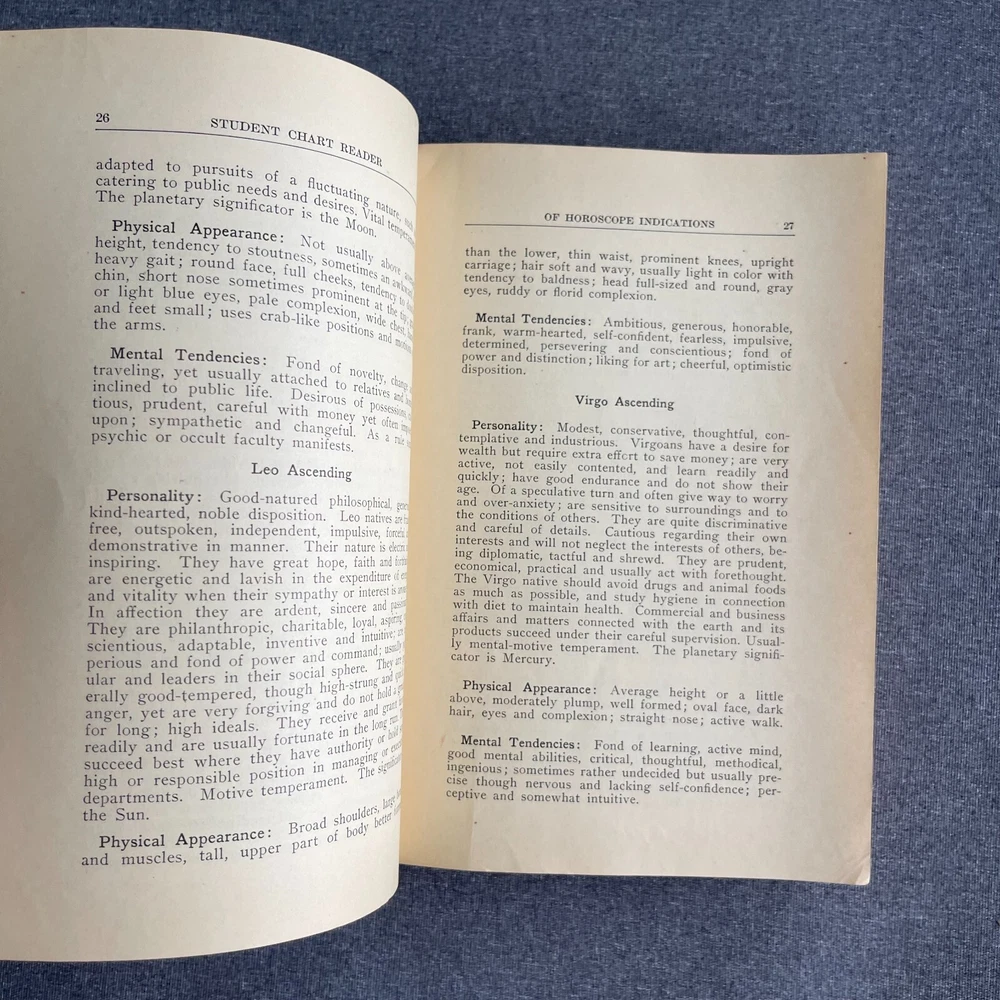 26
STUDENT CHART READER
adapted to pursuits of a fluctuating nature,
catering to public needs and desires. Vital
The planetary significator is the Moon.
Physical Appearance: Not usually above
height, tendency to stoutness, sometimes an
heavy gait; round face, full cheeks, tendency to
chin, short nose sometimes prominent at the
or light blue eyes, pale complexion, wide chest,
and feet small; uses crab-like positions and
the arms.
Mental Tendencies: Fond of novelty, change
traveling, yet usually attached to relatives and
inclined to public life. Desirous of possessions,
tious, prudent, careful with money yet often
upon; sympathetic and changeful. As a rule
psychic or occult faculty manifests.
Leo Ascending
Personality: Good-natured philosophical,
kind-hearted, noble disposition. Leo natives are
free, outspoken, independent, impulsive,
demonstrative in manner. Their nature is
inspiring. They have great hope, faith and
are energetic and lavish in the expenditure of
and vitality when their sympathy or interest is
In affection they are ardent, sincere and
They are philanthropic, charitable, loyal, aspiring,
scientious, adaptable, inventive and intuitive;
perious and fond of power and command;
ular and leaders in their social sphere. They are
erally good-tempered, though high-strung and
anger, yet are very forgiving and do not hold a
for long; high ideals. They receive and grant
readily and are usually fortunate in the long run.
succeed best where they have authority or hold
high or responsible position in managing or
departments. Motive temperament. The
the Sun.
Physical Appearance: Broad shoulders, large
and muscles, tall, upper part of body better
OF HOROSCOPE INDICATIONS
27
than the lower, thin waist, prominent knees, upright
carriage; hair soft and wavy, usually light in color with
tendency to baldness; head full-sized and round, gray
eyes, ruddy or florid complexion.
Mental Tendencies: Ambitious, generous, honorable,
frank, warm-hearted, self-confident, fearless, impulsive,
determined, persevering and conscientious; fond of
power and distinction; liking for art; cheerful, optimistic
disposition.
Virgo Ascending
Personality: Modest, conservative, thoughtful, con-
templative and industrious. Virgoans have a desire for
wealth but require extra effort to save money; are very
active, not easily contented, and learn readily and
quickly; have good endurance and do not show their
age. Of a speculative turn and often give way to worry
and over-anxiety; are sensitive to surroundings and to
the conditions of others. They are quite discriminative
and careful of details. Cautious regarding their own
interests and will not neglect the interests of others, be-
ing diplomatic, tactful and shrewd. They are prudent,
economical, practical and usually act with forethought.
The Virgo native should avoid drugs and animal foods
as much as possible, and study hygiene in connection
with diet to maintain health. Commercial and business
affairs and matters connected with the earth and its
products succeed under their careful supervision. Usual-
ly mental-motive temperament. The planetary signifi-
cator is Mercury.
Physical Appearance: Average height or a little
above, moderately plump, well formed; oval face, dark
hair, eyes and complexion; straight nose; active walk.
Mental Tendencies: Fond of learning, active mind,
good mental abilities, critical, thoughtful, methodical,
ingenious; sometimes rather undecided but usually pre-
cise though nervous and lacking self-confidence; per-
ceptive and somewhat intuitive.